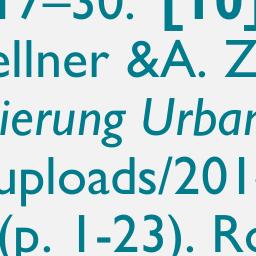 17–30. [10]
ellner &A. Z
ierung Urban
uploads/201
(p. 1-23). Ro